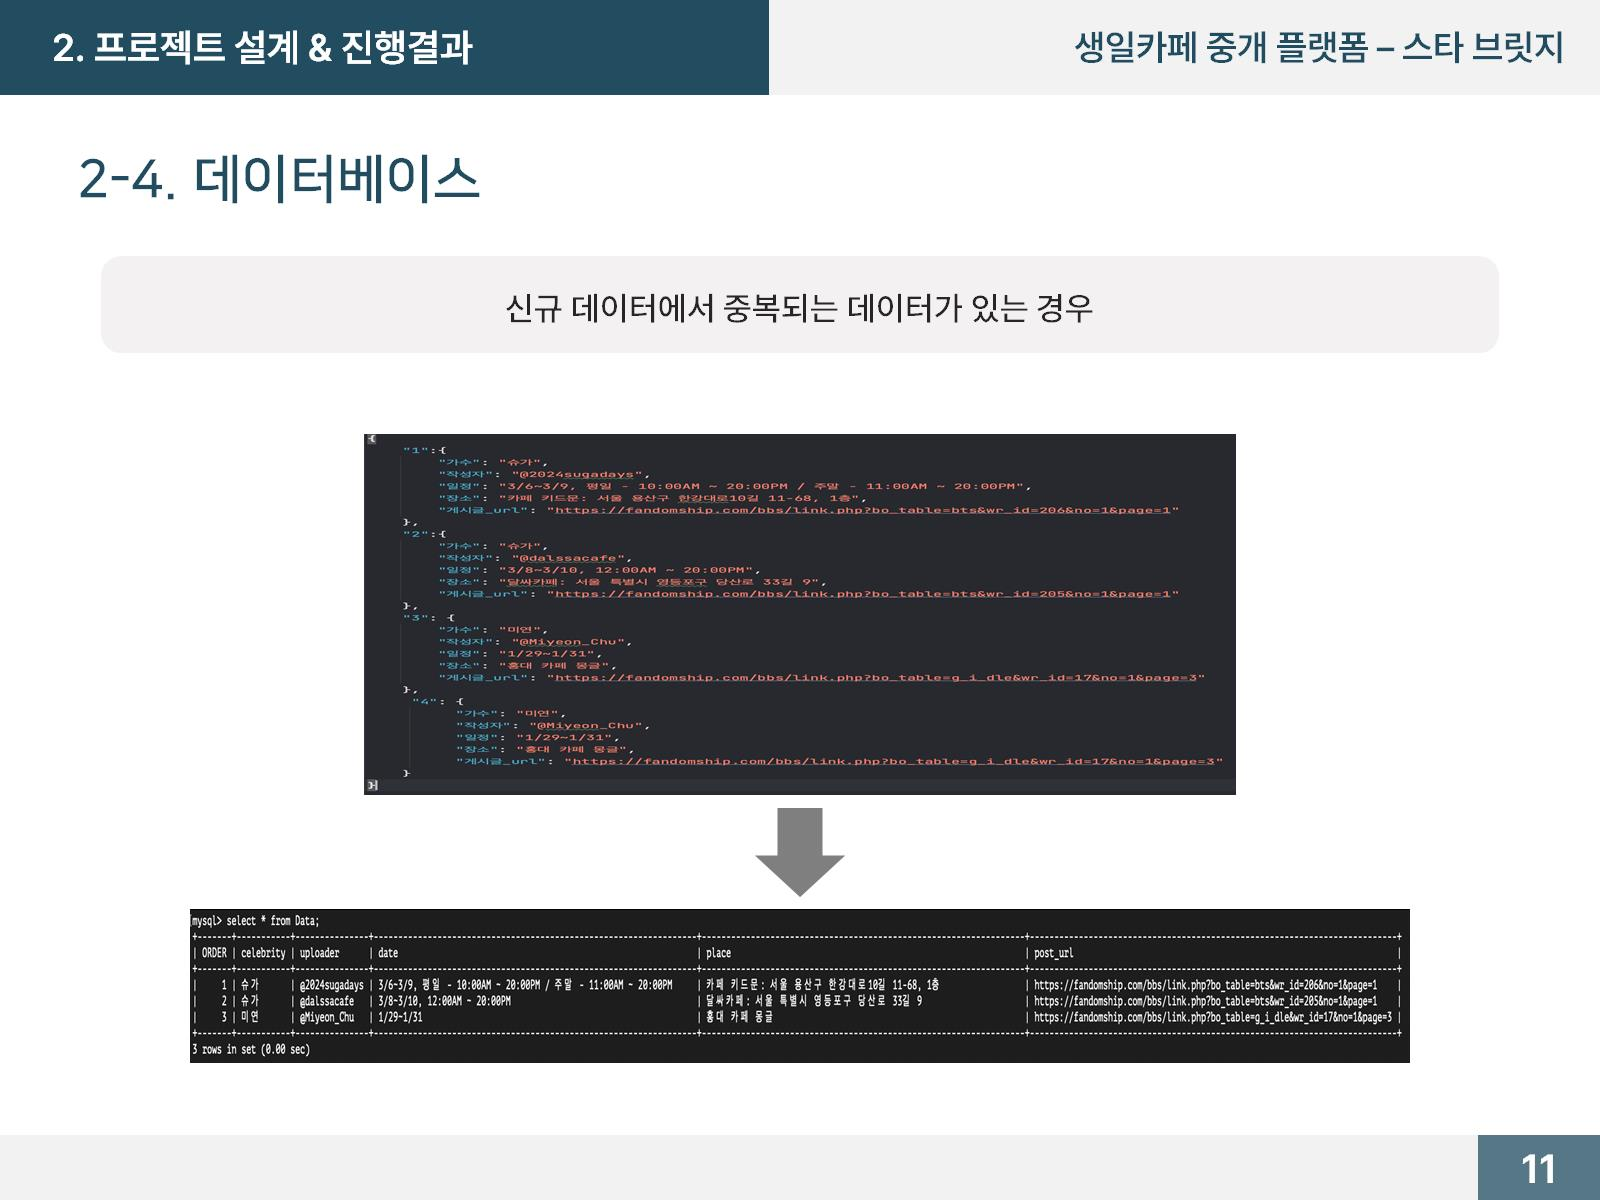 2. 프로젝트 설계 & 진행결과
생일카페 중개 플랫폼 – 스타 브릿지
2-4. 데이터베이스
신규 데이터에서 중복되는 데이터가 있는 경우
{
"1":{
"가수": "슈가",
"작성자": "@2024sugadays",
"일정": "3/6~3/9, 평일 - 10:00AM ~ 20:00PM / 주말 - 11:00AM ~ 20:00PM",
"장소": "카페 키드문: 서울 용산구 한강대로10길 11-68, 1층",
"게시글_url": "https://fandomship.com/bbs/link.php?bo_table=bts&wr_id=206&no=1&page=1"
},
"2":{
"가수": "슈가",
"작성자": "@dalssacafe",
"일정": "3/8~3/10, 12:00AM ~ 20:00PM",
"장소": "달싸카페: 서울 특별시 영등포구 당산로 33길 9",
"게시글_url": "https://fandomship.com/bbs/link.php?bo_table=bts&wr_id=205&no=1&page=1"
},
"3": {
"가수": "미연",
"작성자": "@Miyeon_Chu",
"일정": "1/29~1/31",
"장소": "홍대 카페 몽글",
"게시글_url": "https://fandomship.com/bbs/link.php?bo_table=g_i_dle&wr_id=17&no=1&page=3"
},
"4": {
"가수": "미연",
"작성자": "@Miyeon_Chu",
"일정": "1/29~1/31",
"장소": "홍대 카페 몽글",
"게시글_url": "https://fandomship.com/bbs/link.php?bo_table=g_i_dle&wr_id=17&no=1&page=3"
}
}
mysql> select * from Data;
| ORDER | celebrity | uploader | date | place | post_url |
| 1 | 슈가 | @2024sugadays | 3/6~3/9, 평일 - 10:00AM ~ 20:00PM / 주말 - 11:00AM ~ 20:00PM | 카페 키드문: 서울 용산구 한강대로10길 11-68, 1층 | https://fandomship.com/bbs/link.php?bo_table=bts&wr_id=206&no=1&page=1 |
| 2 | 슈가 | @dalssacafe | 3/8~3/10, 12:00AM ~ 20:00PM | 달싸카페: 서울 특별시 영등포구 당산로 33길 9 | https://fandomship.com/bbs/link.php?bo_table=bts&wr_id=205&no=1&page=1 |
| 3 | 미연 | @Miyeon_Chu | 1/29~1/31 | 홍대 카페 몽글 | https://fandomship.com/bbs/link.php?bo_table=g_i_dle&wr_id=17&no=1&page=3 |
3 rows in set (0.00 sec)
11